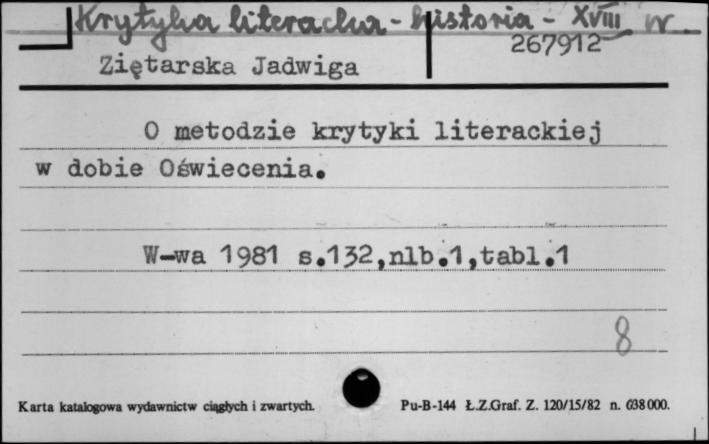 Krytyka literacka - historia - XVIII w.
267912
Ziętarska Jadwiga
O metodzie krytyki literackiej
w dobie Oświecenia.
W-wa 1981 s.132,nlb.1,tabl.1
8
Karta katalogowa wydawnictw ciągłych i zwartych. Pu-B-144 Ł.Z.Graf. Z. 120/15/82 n. 638000.